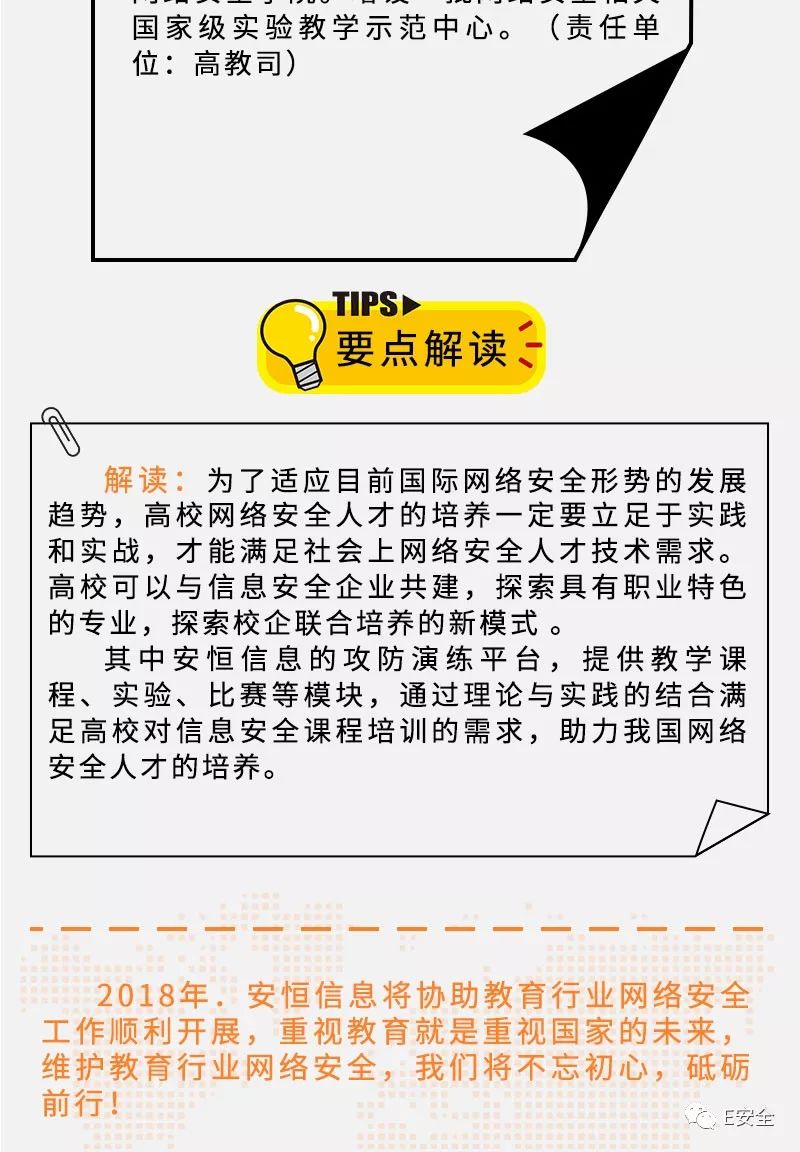 国家级实验教学示范中心。（责任单
位：高教司）
TIPS
要点解读
解读：为了适应目前国际网络安全形势的发展
趋势，高校网络安全人才的培养一定要立足于实践
和实战，才能满足社会上网络安全人才技术需求。
高校可以与信息安全企业共建，探索具有职业特色
的专业，探索校企联合培养的新模式 。
其中安恒信息的攻防演练平台，提供教学课
程、实验、比赛等模块，通过理论与实践的结合满
足高校对信息安全课程培训的需求，助力我国网络
安全人才的培养。
2018年．安恒信息将协助教育行业网络安全
工作顺利开展，重视教育就是重视国家的未来，
维护教育行业网络安全，我们将不忘初心，砥砺
前行！
E安全